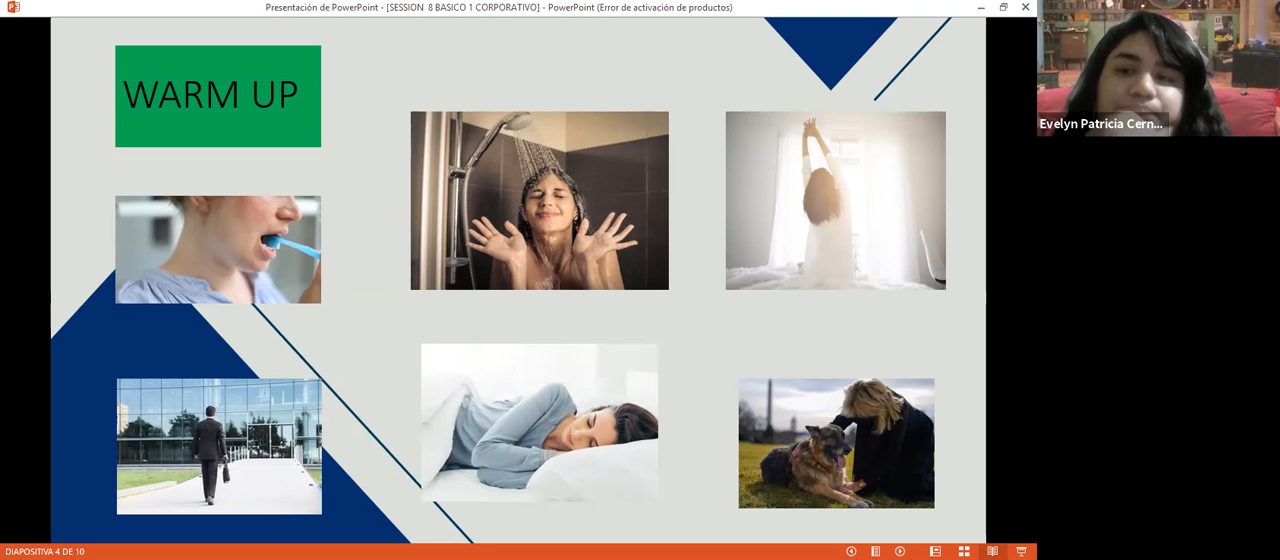 Presentación de PowerPoint - [SESSION 8 BASICO 1 CORPORATIVO] - PowerPoint (Error de activación de productos)
WARM UP
Evelyn Patricia Cern...
DIAPOSITIVA 4 DE 10